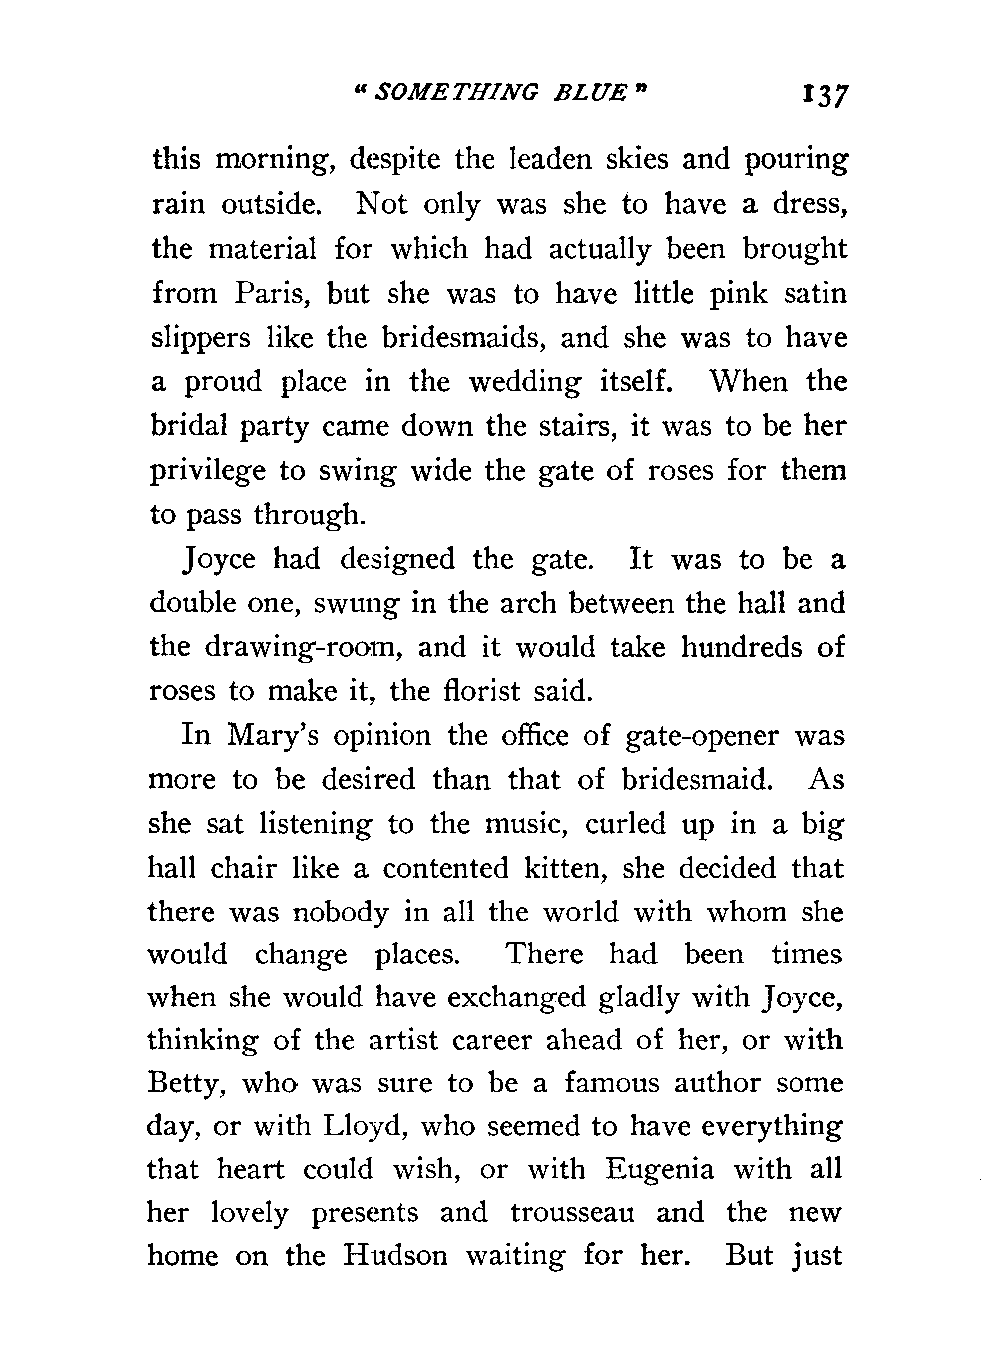 " SOMETHING BLUE " 137
this morning, despite the leaden skies and pouring
rain outside. Not only was she to have a dress,
the material for which had actually been brought
from Paris, but she was to have little pink satin
slippers like the bridesmaids, and she was to have
a proud place in the wedding itself. When the
bridal party came down the stairs, it was to be her
privilege to swing wide the gate of roses for them
to pass through.
Joyce had designed the gate. It was to be a
double one, swung in the arch between the hall and
the drawing-room, and it would take hundreds of
roses to make it, the florist said.
In Mary's opinion the office of gate-opener was
more to be desired than that of bridesmaid. As
she sat listening to the music, curled up in a big
hall chair like a contented kitten, she decided that
there was nobody in all the world with whom she
would change places. There had been times
when she would have exchanged gladly with Joyce,
thinking of the artist career ahead of her, or with
Betty, who was sure to be a famous author some
day, or with Lloyd, who seemed to have everything
that heart could wish, or with Eugenia with all
her lovely presents and trousseau and the new
home on the Hudson waiting for her. But just